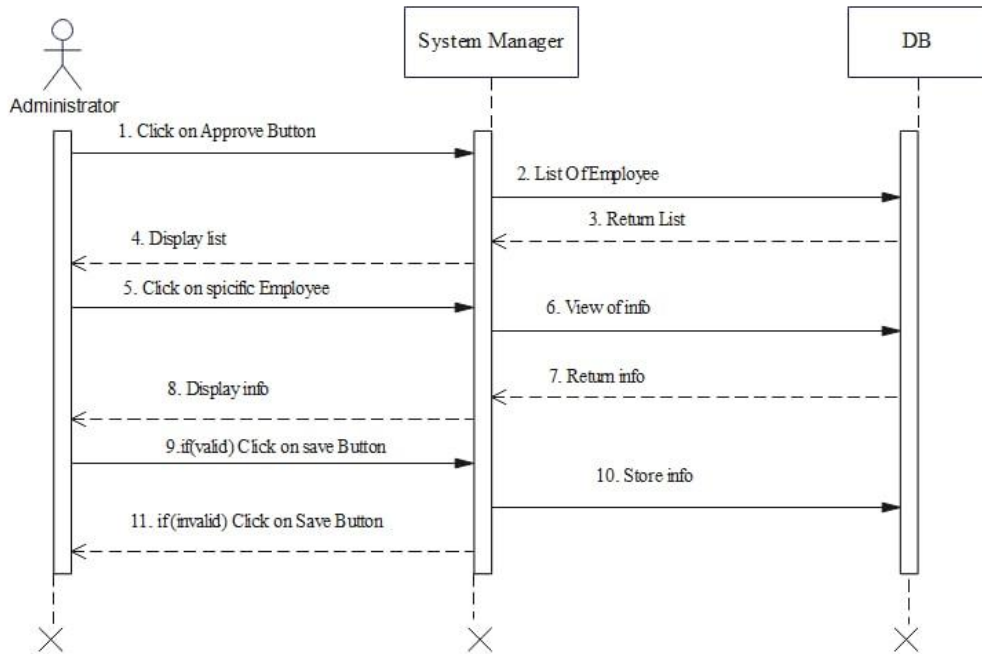 System Manager
DB
Administrator
1. Click on Approve Button
2. List Of Employee
3. Return List
4. Display list
5. Click on spicific Employee
6. View of info
7. Return info
8. Display info
9.if(valid) Click on save Button
10. Store info
11. if(invalid) Click on Save Button